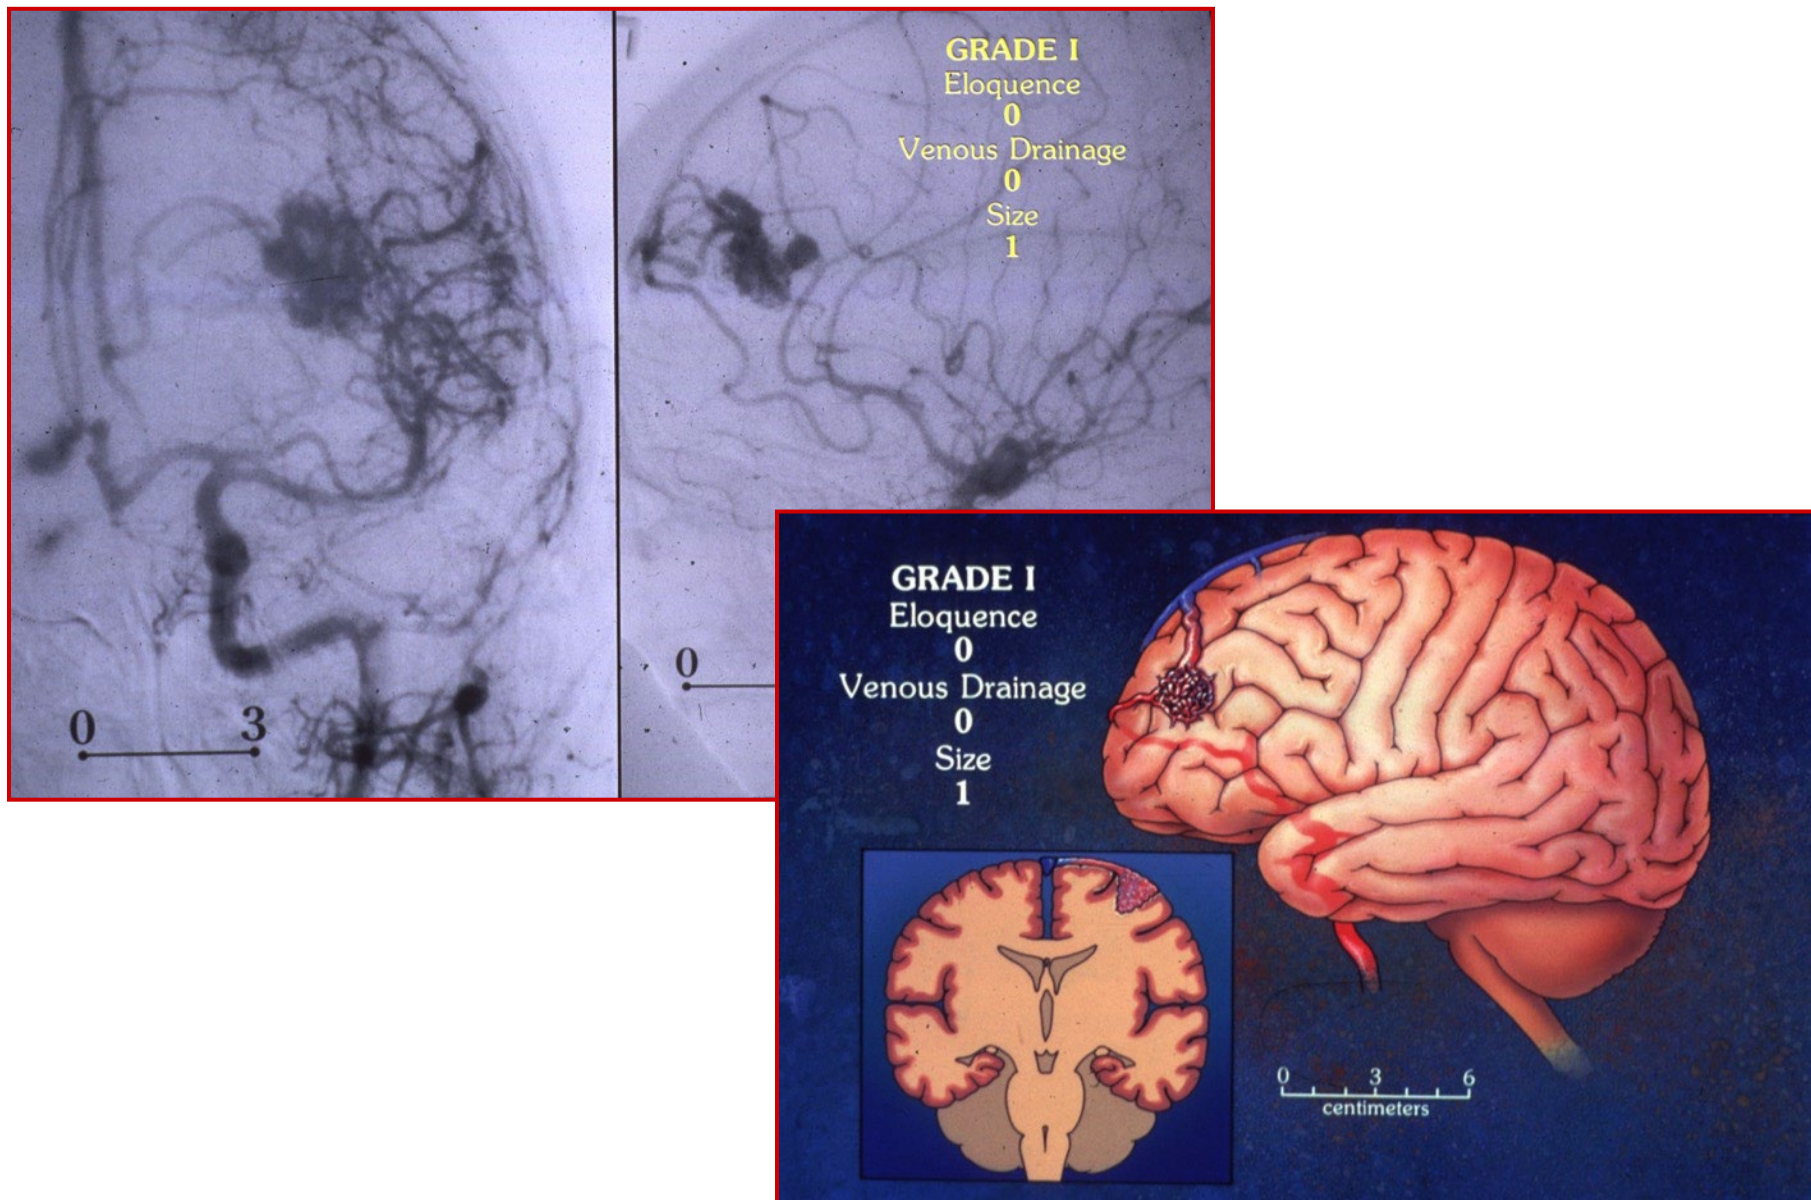 GRADE I
Eloquence
0
Venous Drainage
0
Size
1
0 3
0
GRADE I
Eloquence
0
Venous Drainage
0
Size
1
0 3 6
centimeters